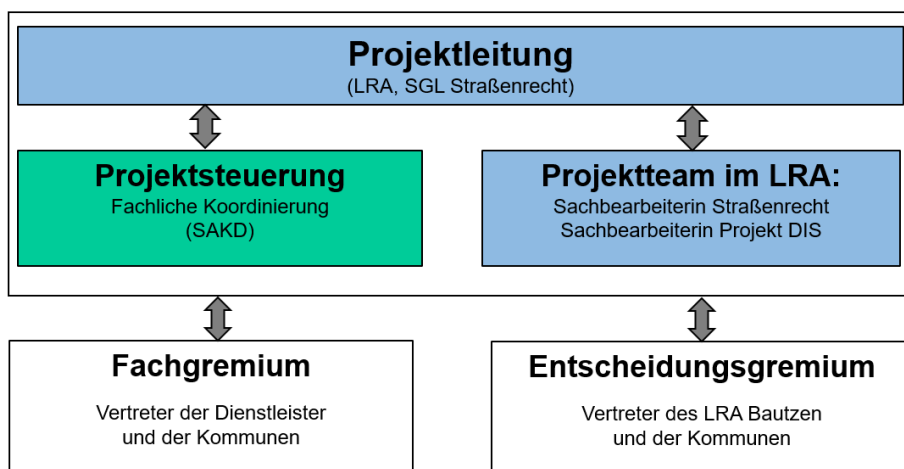 Projektleitung
(LRA, SGL Straßenrecht)
Projektsteuerung
Fachliche Koordinierung
(SAKD)
Projektteam im LRA:
Sachbearbeiterin Straßenrecht
Sachbearbeiterin Projekt DIS
Fachgremium
Vertreter der Dienstleister
und der Kommunen
Entscheidungsgremium
Vertreter des LRA Bautzen
und der Kommunen